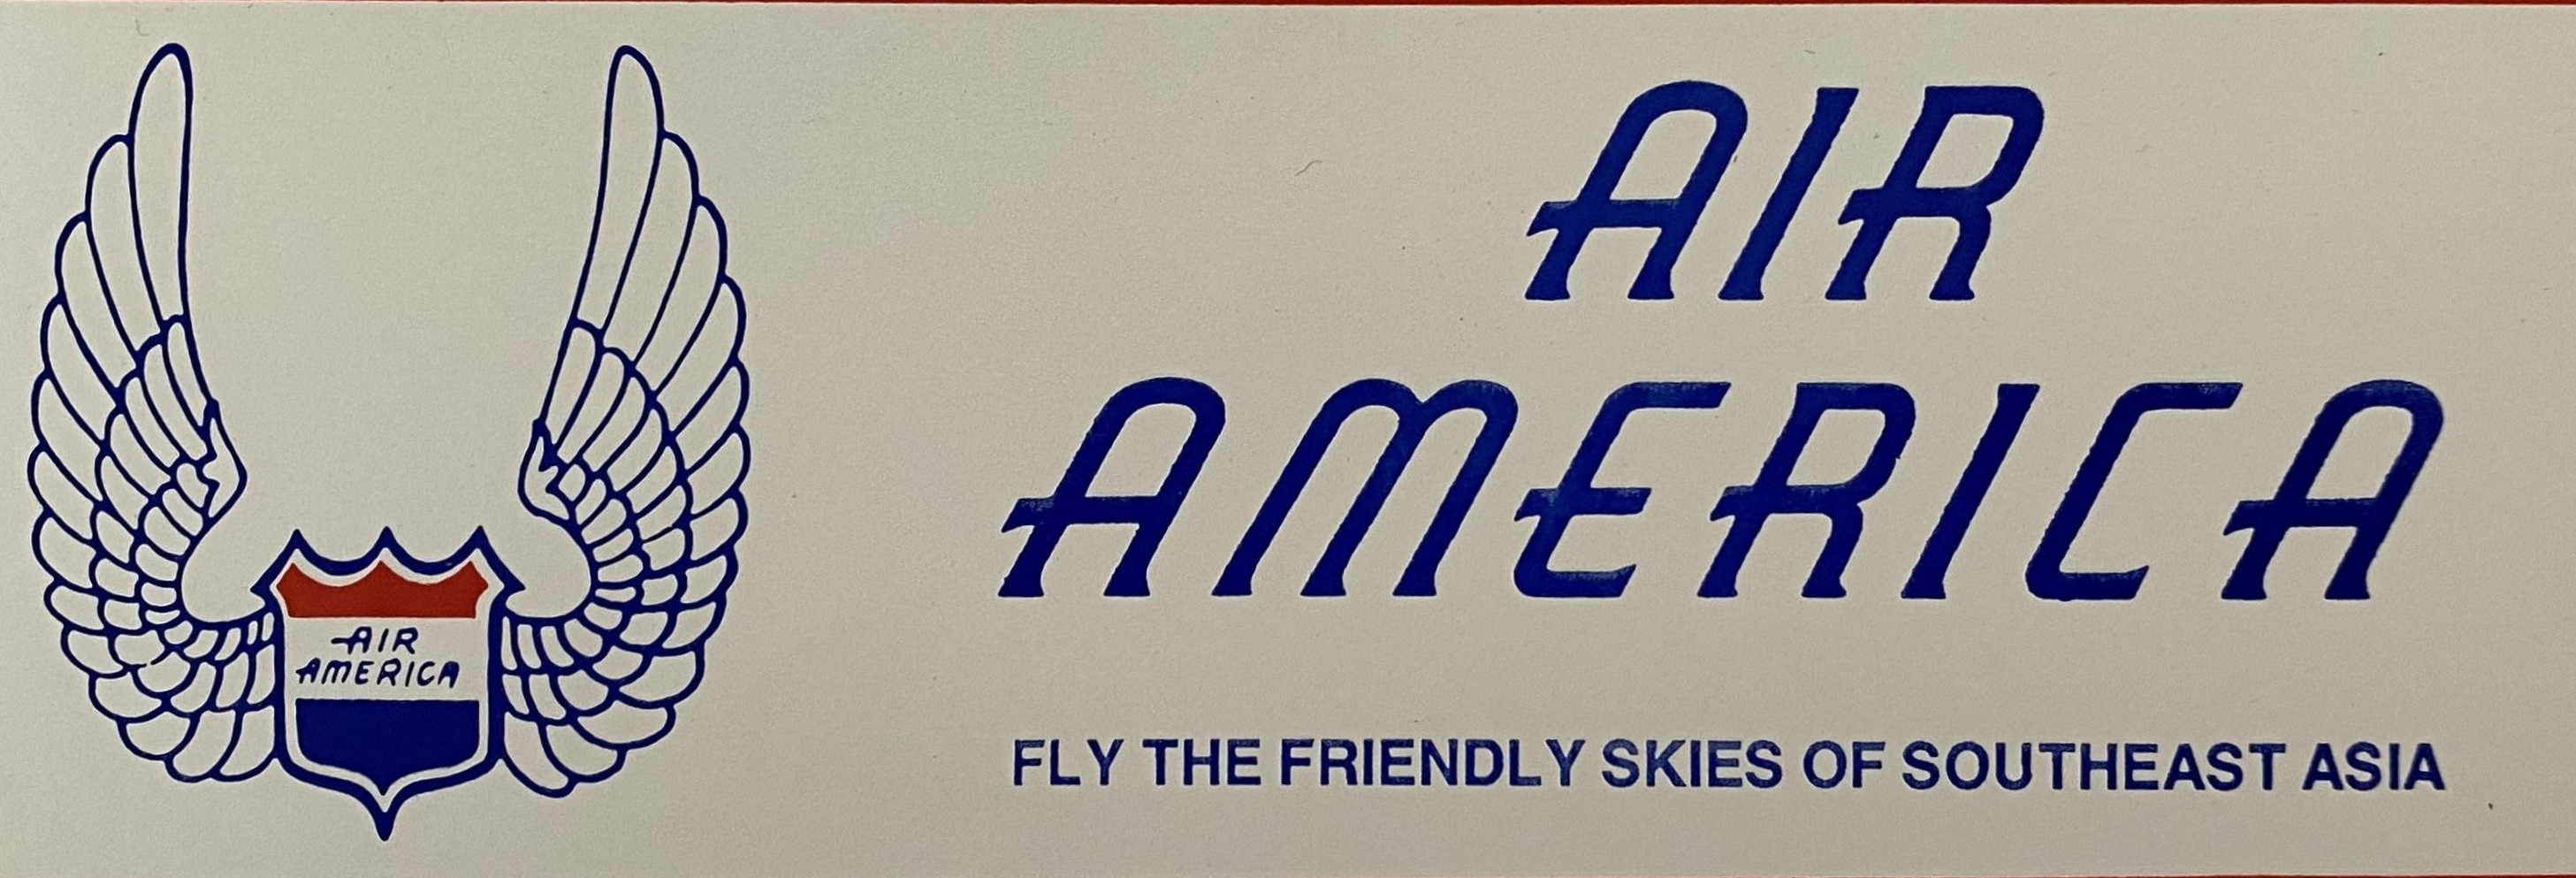 AIR
AMERICA
AIR
AMERICA
FLY THE FRIENDLY SKIES OF SOUTHEAST ASIA